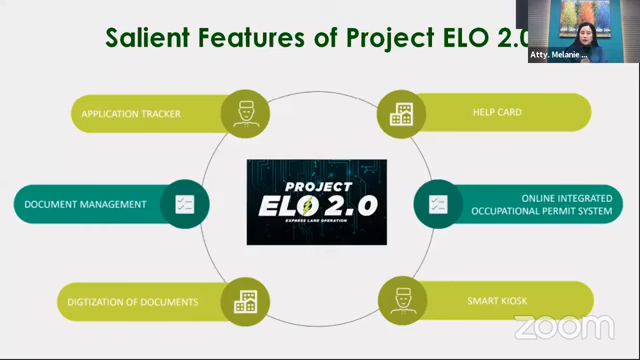 Salient Features of Project ELO 2.0
Atty. Melanie ...
APPLICATION TRACKER
HELP CARD
PROJECT
ELO 2.0
EXPRESS LANE OPERATION
DOCUMENT MANAGEMENT
ONLINE INTEGRATED
OCCUPATIONAL PERMIT SYSTEM
DIGTIZATION OF DOCUMENTS
SMART KIOSK
zoom